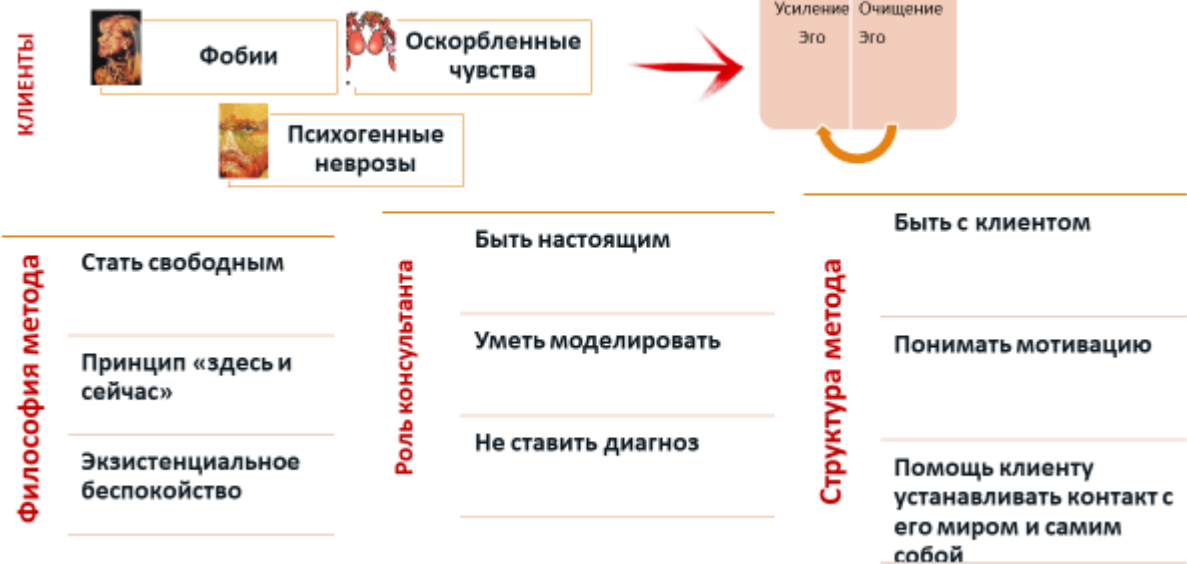 КЛИЕНТЫ
Фобии
Оскорбленные
чувства
Психогенные
неврозы
Усиление
Эго
Очищение
Эго
Философия метода
Стать свободным
Принцип «здесь и
сейчас»
Экзистенциальное
беспокойство
Роль консультанта
Быть настоящим
Уметь моделировать
Не ставить диагноз
Структура метода
Быть с клиентом
Понимать мотивацию
Помощь клиенту
устанавливать контакт с
его миром и самим
собой